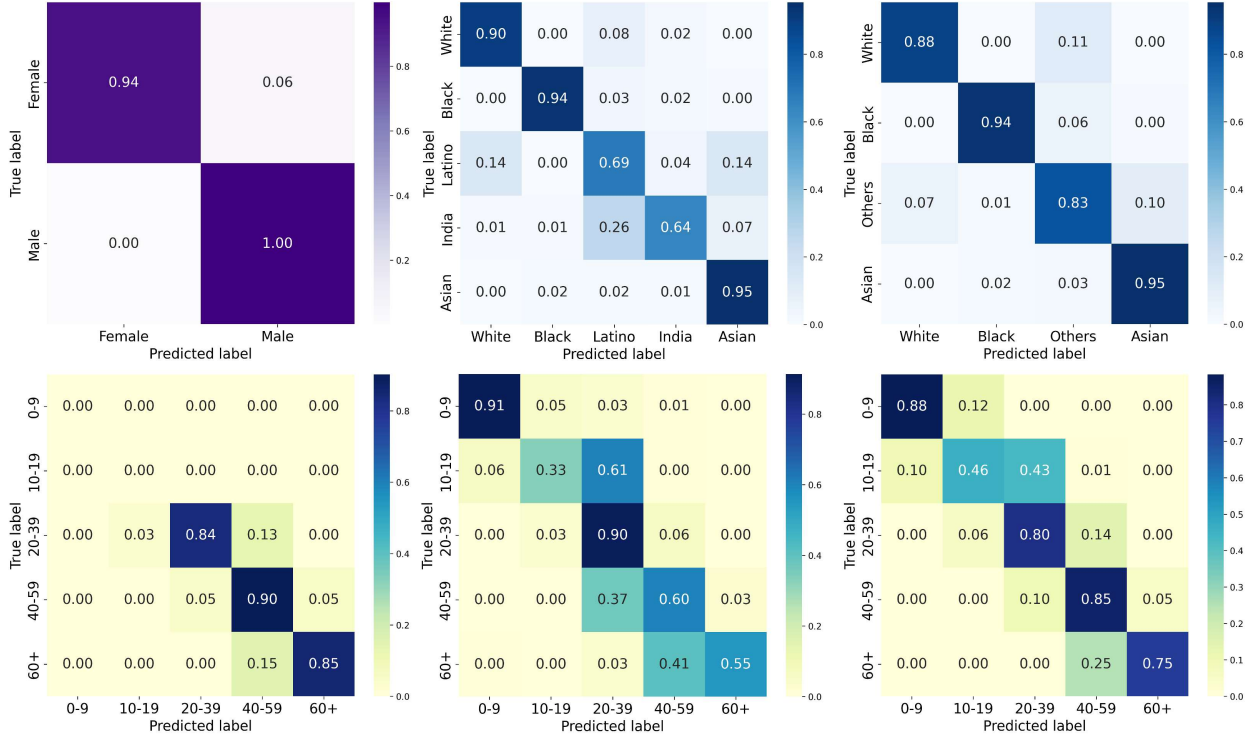 Female
0.94
0.06
Male
0.00
1.00
Female
Male
Predicted label
True label
0.8
0.6
0.4
0.2
White
0.90 0.00 0.08 0.02 0.00
Black
0.00 0.94 0.03 0.02 0.00
Latino
0.14 0.00 0.69 0.04 0.14
India
0.01 0.01 0.26 0.64 0.07
Asian
0.00 0.02 0.02 0.01 0.95
White Black Latino India Asian
Predicted label
True label
0.8
0.6
0.4
0.2
0.0
White
0.88 0.00 0.11 0.00
Black
0.00 0.94 0.06 0.00
Others
0.07 0.01 0.83 0.10
Asian
0.00 0.02 0.03 0.95
White Black Others Asian
Predicted label
True label
0.8
0.6
0.4
0.2
0.0
0-9
0.00 0.00 0.00 0.00 0.00
10-19
0.00 0.00 0.00 0.00 0.00
20-39
0.00 0.03 0.84 0.13 0.00
40-59
0.00 0.00 0.05 0.90 0.05
60+
0.00 0.00 0.00 0.15 0.85
0-9 10-19 20-39 40-59 60+
Predicted label
True label
0.8
0.6
0.4
0.2
0.0
0-9
0.91 0.05 0.03 0.01 0.00
10-19
0.06 0.33 0.61 0.00 0.00
20-39
0.00 0.03 0.90 0.06 0.00
40-59
0.00 0.00 0.37 0.60 0.03
60+
0.00 0.00 0.03 0.41 0.55
0-9 10-19 20-39 40-59 60+
Predicted label
True label
0.8
0.6
0.4
0.2
0.0
0-9
0.88 0.12 0.00 0.00 0.00
10-19
0.10 0.46 0.43 0.01 0.00
20-39
0.00 0.06 0.80 0.14 0.00
40-59
0.00 0.00 0.10 0.85 0.05
60+
0.00 0.00 0.00 0.25 0.75
0-9 10-19 20-39 40-59 60+
Predicted label
True label
0.8
0.7
0.6
0.5
0.4
0.3
0.2
0.1
0.0